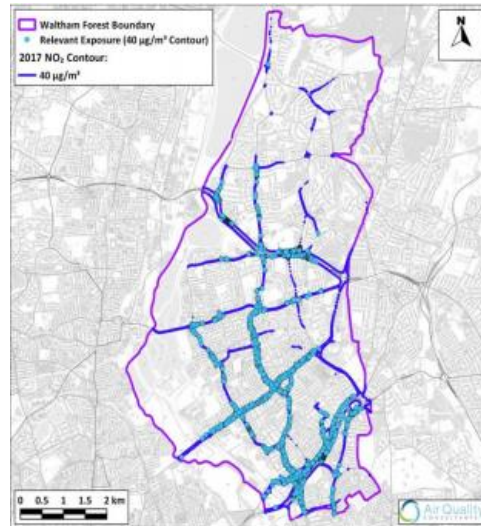 Waltham Forest Boundary
Relevant Exposure (40 µg/m³ Contour)
2017 NO₂ Contour:
40 µg/m³
N
0 0.5 1 1.5 2 km
Air Quality
CONSULTANTS